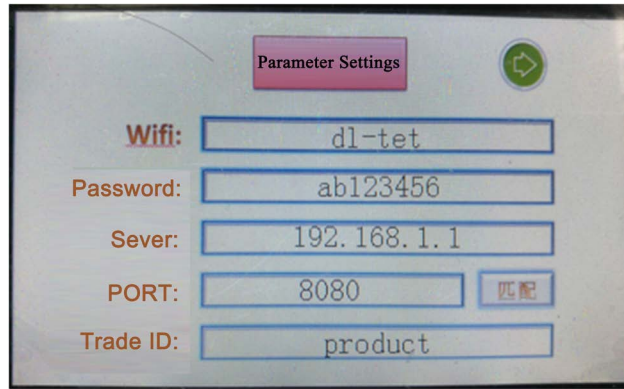 Parameter Settings
Wifi: dl-tet
Password: ab123456
Sever: 192.168.1.1
PORT: 8080 匹配
Trade ID: product